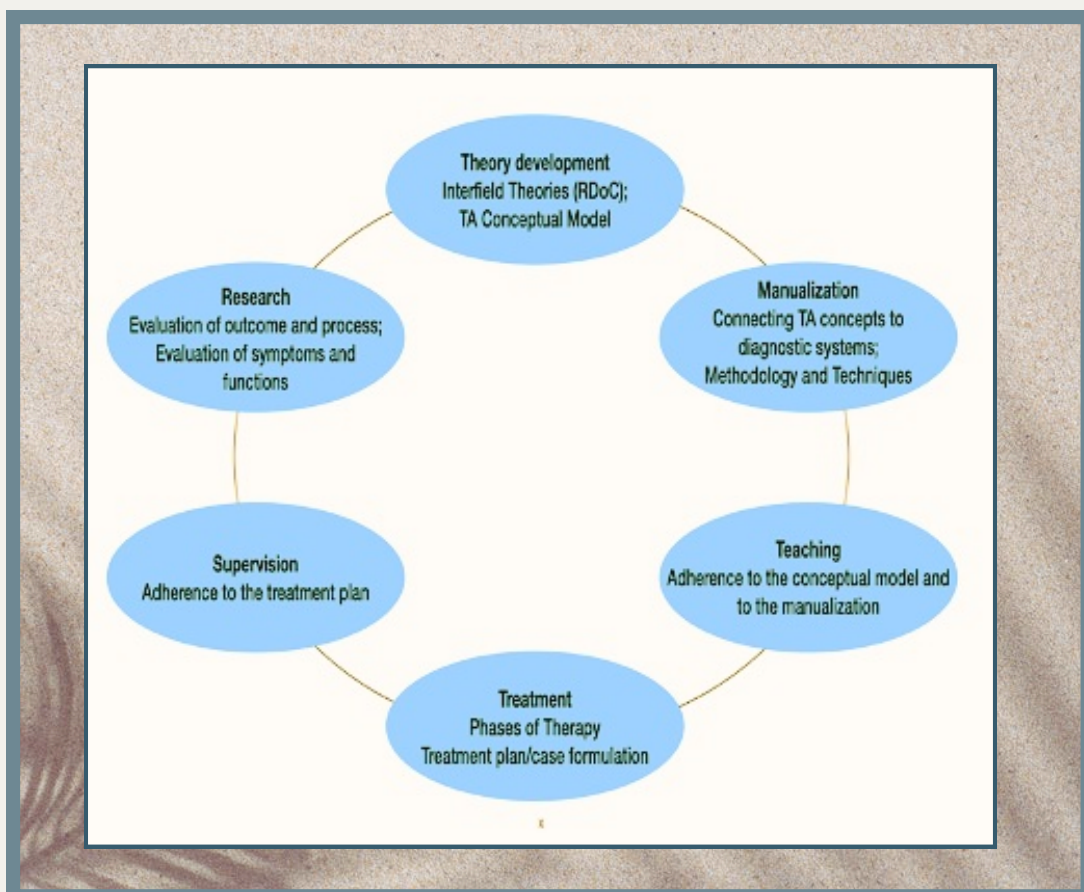 Theory development
Interfield Theories (RDoC);
TA Conceptual Model
Manualization
Connecting TA concepts to
diagnostic systems;
Methodology and Techniques
Teaching
Adherence to the conceptual model and
to the manualization
Treatment
Phases of Therapy
Treatment plan/case formulation
Supervision
Adherence to the treatment plan
Research
Evaluation of outcome and process;
Evaluation of symptoms and
functions